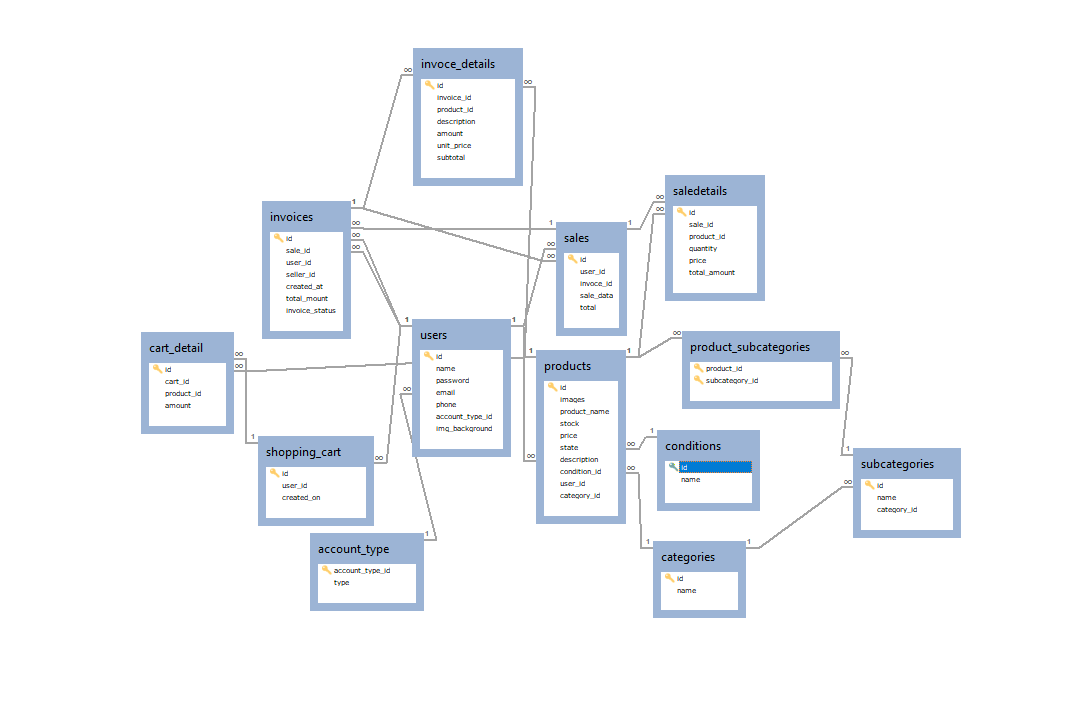 invoce_details
id
invoice_id
product_id
description
amount
unit_price
subtotal
∞
∞
saledetails
id
sale_id
product_id
quantity
price
total_amount
∞
∞
invoices
id
sale_id
user_id
seller_id
created_at
total_mount
invoice_status
1
∞
∞
∞
sales
id
user_id
invoce_id
sale_data
total
1
1
∞
∞
users
id
name
password
email
phone
account_type_id
img_background
1
1
∞
cart_detail
id
cart_id
product_id
amount
∞
∞
products
id
images
product_name
stock
price
state
description
condition_id
user_id
category_id
1
1
∞
∞
∞
product_subcategories
product_id
subcategory_id
∞
∞
conditions
id
name
1
shopping_cart
id
user_id
created_on
1
∞
subcategories
id
name
category_id
1
∞
account_type
account_type_id
type
1
categories
id
name
1
1